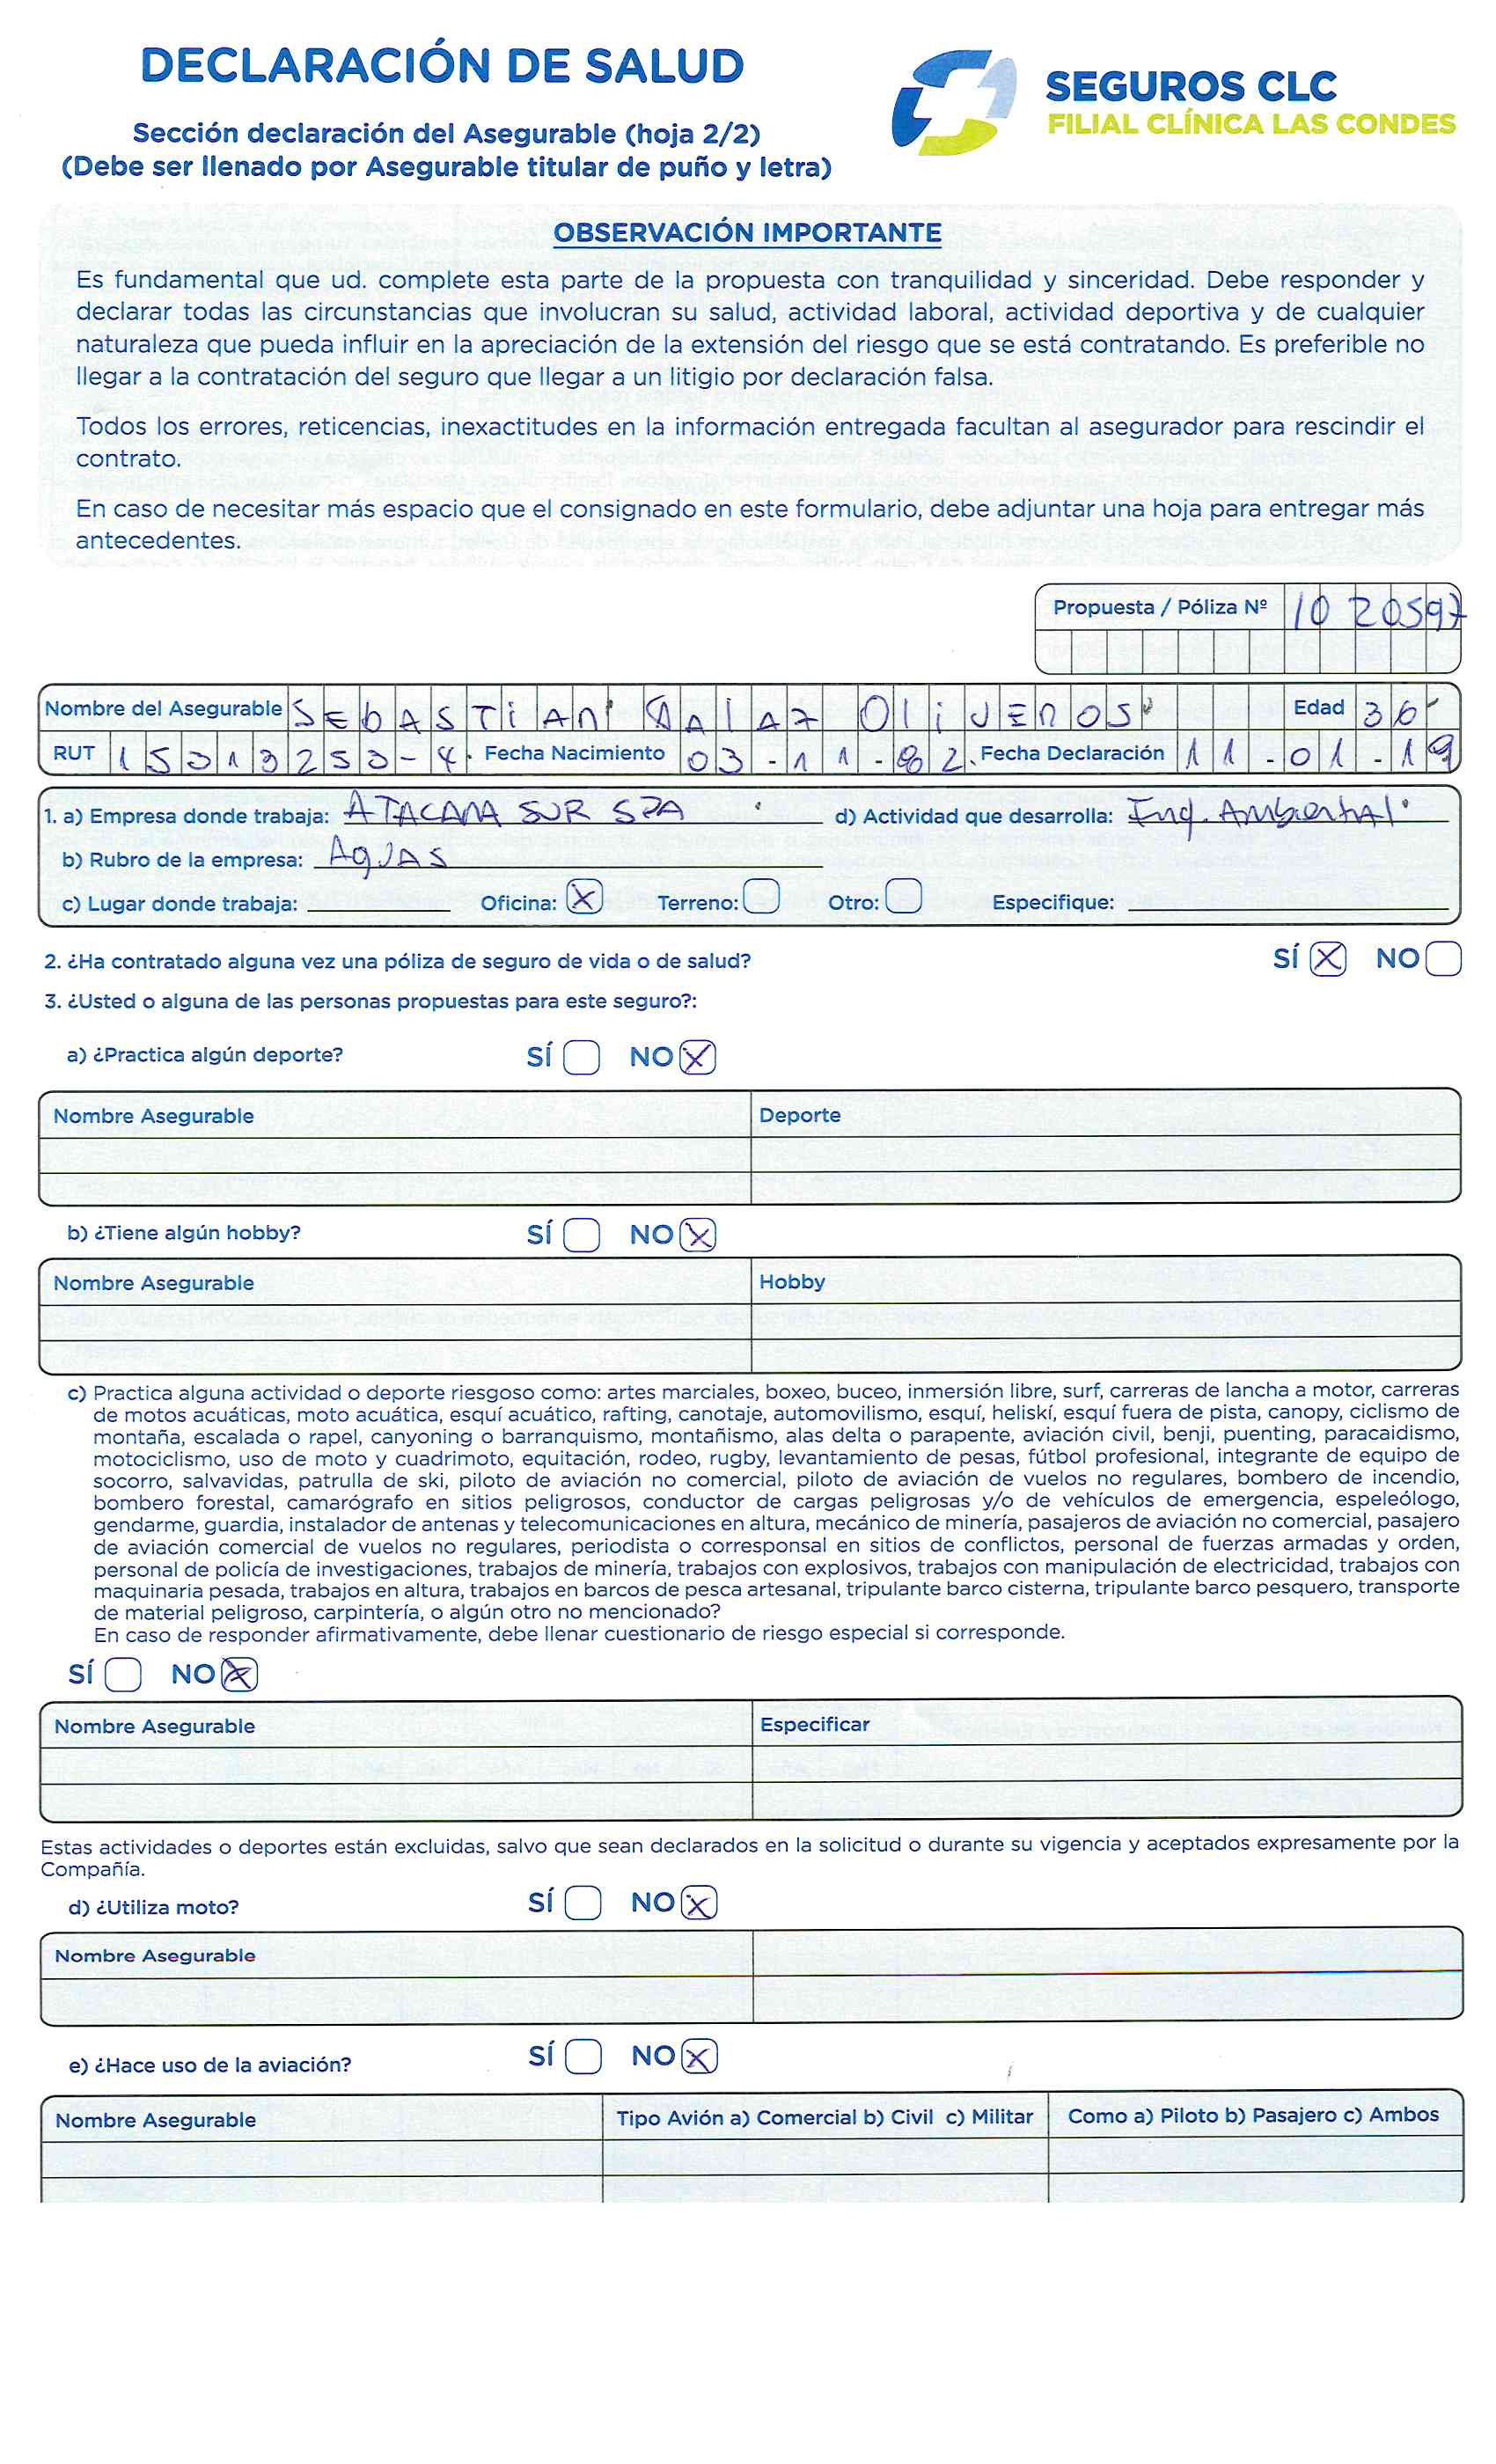 DECLARACIÓN DE SALUD
Sección declaración del Asegurable (hoja 2/2)
(Debe ser llenado por Asegurable titular de puño y letra)
SEGUROS CLC
FILIAL CLÍNICA LAS CONDES
OBSERVACIÓN IMPORTANTE
Es fundamental que ud. complete esta parte de la propuesta con tranquilidad y sinceridad. Debe responder y
declarar todas las circunstancias que involucran su salud, actividad laboral, actividad deportiva y de cualquier
naturaleza que pueda influir en la apreciación de la extensión del riesgo que se está contratando. Es preferible no
llegar a la contratación del seguro que llegar a un litigio por declaración falsa.
Todos los errores, reticencias, inexactitudes en la información entregada facultan al asegurador para rescindir el
contrato.
En caso de necesitar más espacio que el consignado en este formulario, debe adjuntar una hoja para entregar más
antecedentes.
Propuesta / Póliza Nº 1020597
Nombre del Asegurable SEbASTiAN SAlAz OliVEROS Edad 36
RUT 15313253-4 Fecha Nacimiento 03-11-82 Fecha Declaración 11-01-19
1. a) Empresa donde trabaja: ATACAMA SUR SPA d) Actividad que desarrolla: Ing. Ambiental
b) Rubro de la empresa: AgUAS
c) Lugar donde trabaja: Oficina: X Terreno: Otro: Especifique:
2. ¿Ha contratado alguna vez una póliza de seguro de vida o de salud? SÍ X NO
3. ¿Usted o alguna de las personas propuestas para este seguro?:
a) ¿Practica algún deporte? SÍ NO X
Nombre Asegurable Deporte
b) ¿Tiene algún hobby? SÍ NO X
Nombre Asegurable Hobby
c) Practica alguna actividad o deporte riesgoso como: artes marciales, boxeo, buceo, inmersión libre, surf, carreras de lancha a motor, carreras
de motos acuáticas, moto acuática, esquí acuático, rafting, canotaje, automovilismo, esquí, heliskí, esquí fuera de pista, canopy, ciclismo de
montaña, escalada o rapel, canyoning o barranquismo, montañismo, alas delta o parapente, aviación civil, benji, puenting, paracaidismo,
motociclismo, uso de moto y cuadrimoto, equitación, rodeo, rugby, levantamiento de pesas, fútbol profesional, integrante de equipo de
socorro, salvavidas, patrulla de ski, piloto de aviación no comercial, piloto de aviación de vuelos no regulares, bombero de incendio,
bombero forestal, camarógrafo en sitios peligrosos, conductor de cargas peligrosas y/o de vehículos de emergencia, espeleólogo,
gendarme, guardia, instalador de antenas y telecomunicaciones en altura, mecánico de minería, pasajeros de aviación no comercial, pasajero
de aviación comercial de vuelos no regulares, periodista o corresponsal en sitios de conflictos, personal de fuerzas armadas y orden,
personal de policía de investigaciones, trabajos de minería, trabajos con explosivos, trabajos con manipulación de electricidad, trabajos con
maquinaria pesada, trabajos en altura, trabajos en barcos de pesca artesanal, tripulante barco cisterna, tripulante barco pesquero, transporte
de material peligroso, carpintería, o algún otro no mencionado?
En caso de responder afirmativamente, debe llenar cuestionario de riesgo especial si corresponde.
SÍ NO X
Nombre Asegurable Especificar
Estas actividades o deportes están excluidas, salvo que sean declarados en la solicitud o durante su vigencia y aceptados expresamente por la
Compañía.
d) ¿Utiliza moto? SÍ NO X
Nombre Asegurable
e) ¿Hace uso de la aviación? SÍ NO X
Nombre Asegurable Tipo Avión a) Comercial b) Civil c) Militar Como a) Piloto b) Pasajero c) Ambos